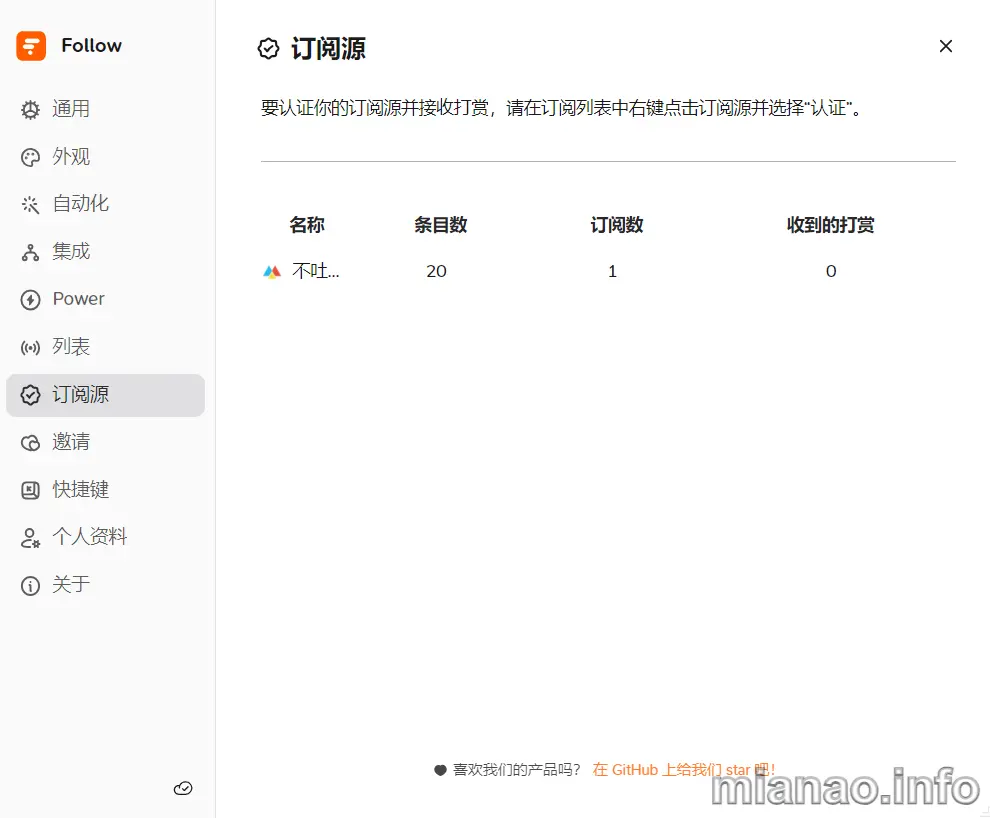 Follow
通用
外观
自动化
集成
Power
列表
订阅源
邀请
快捷键
个人资料
关于
订阅源
要认证你的订阅源并接收打赏，请在订阅列表中右键点击订阅源并选择“认证”。
名称 条目数 订阅数 收到的打赏
不吐... 20 1 0
喜欢我们的产品吗？ 在 GitHub 上给我们 star 吧！
mianao.info